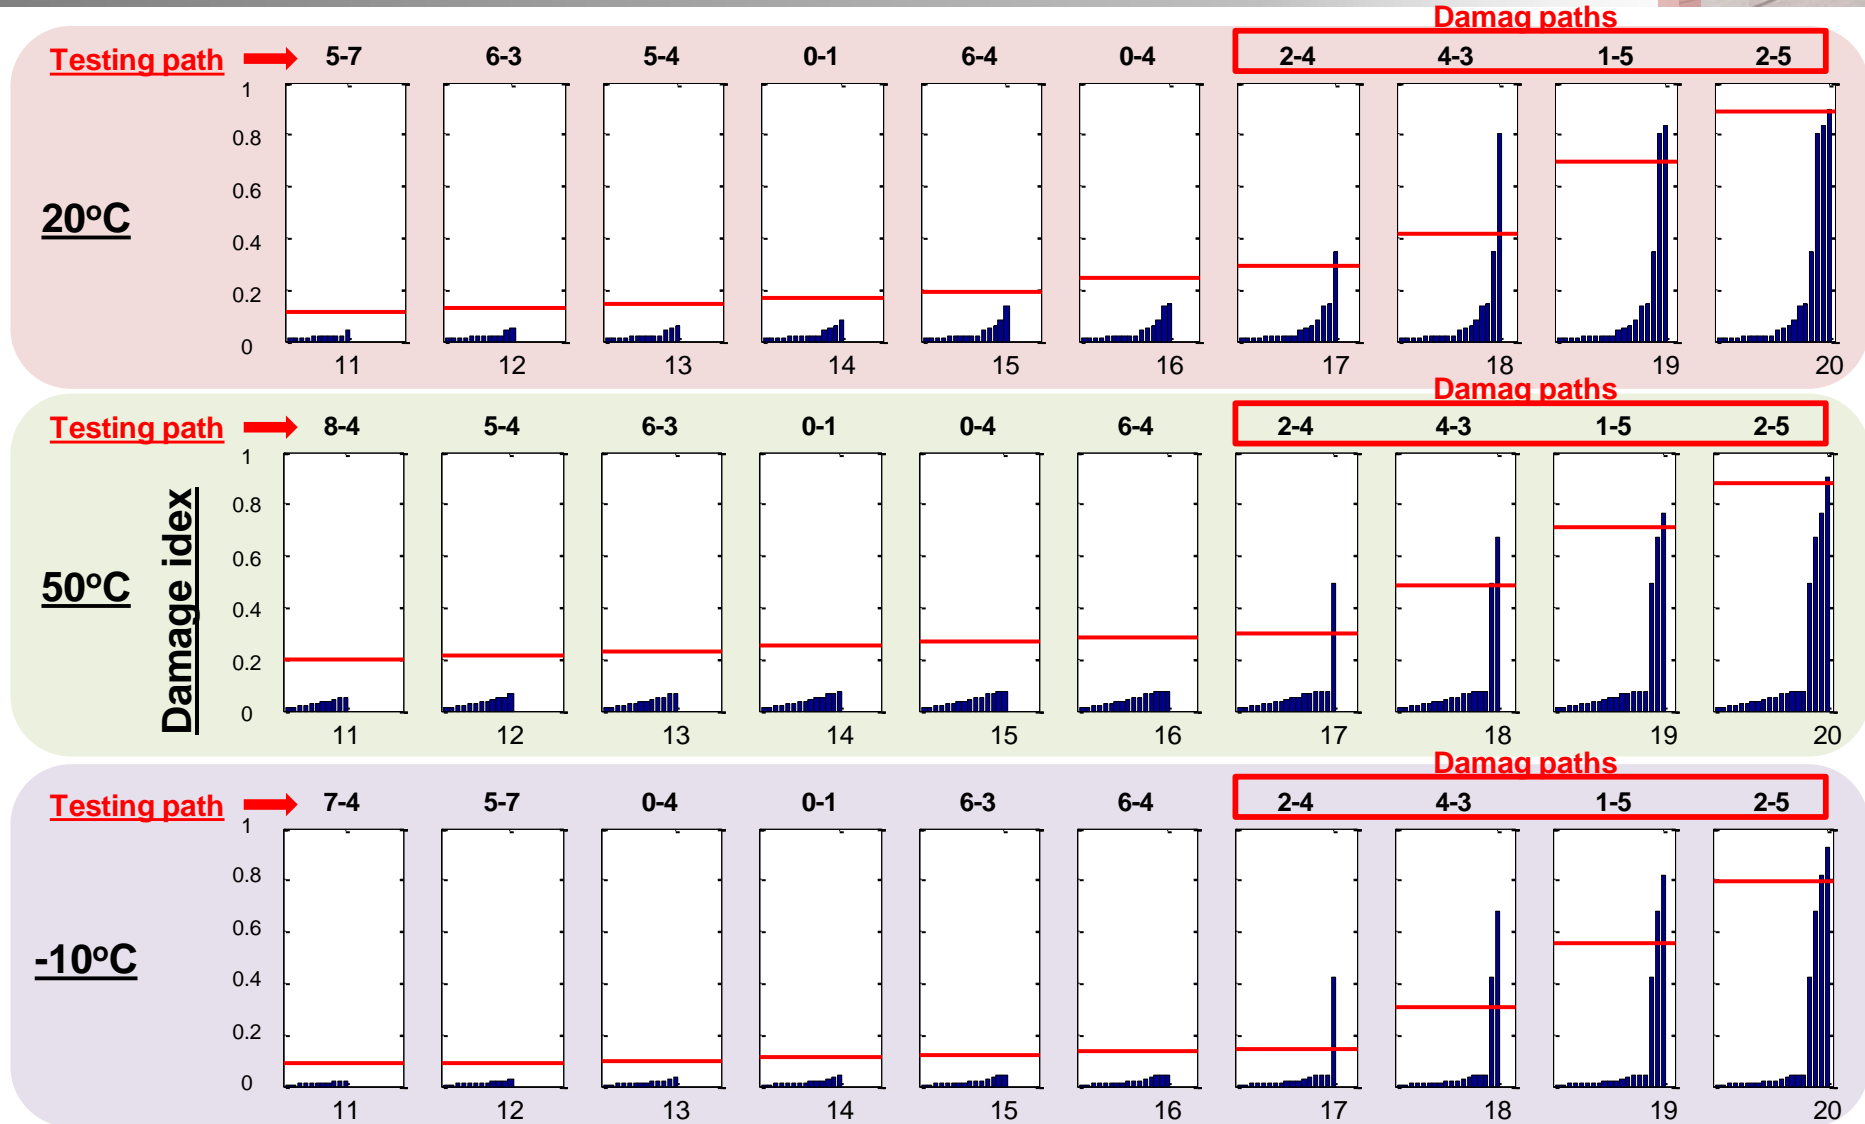 Damag paths
Testing path 5-7 6-3 5-4 0-1 6-4 0-4 2-4 4-3 1-5 2-5
1
0.8
0.6
20°C
0.4
0.2
0
11 12 13 14 15 16 17 18 19 20
Damag paths
Testing path 8-4 5-4 6-3 0-1 0-4 6-4 2-4 4-3 1-5 2-5
1
0.8
0.6
50°C
Damage idex
0.4
0.2
0
11 12 13 14 15 16 17 18 19 20
Damag paths
Testing path 7-4 5-7 0-4 0-1 6-3 6-4 2-4 4-3 1-5 2-5
1
0.8
0.6
-10°C
0.4
0.2
0
11 12 13 14 15 16 17 18 19 20